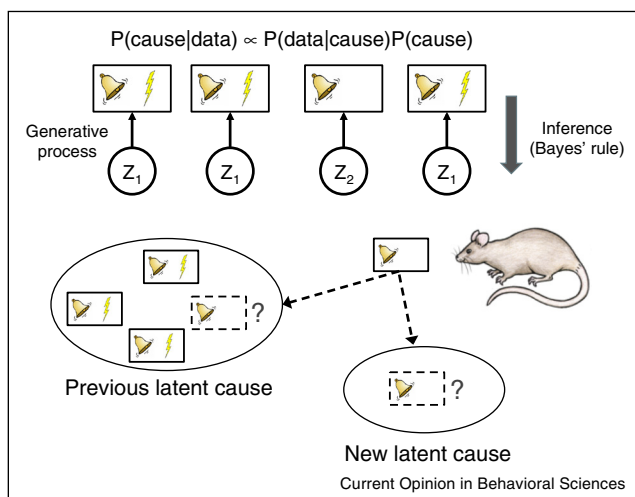 P(cause|data) ∝ P(data|cause)P(cause)
Generative
process
Inference
(Bayes' rule)
Z1 Z1 Z2 Z1
?
Previous latent cause
?
New latent cause
Current Opinion in Behavioral Sciences